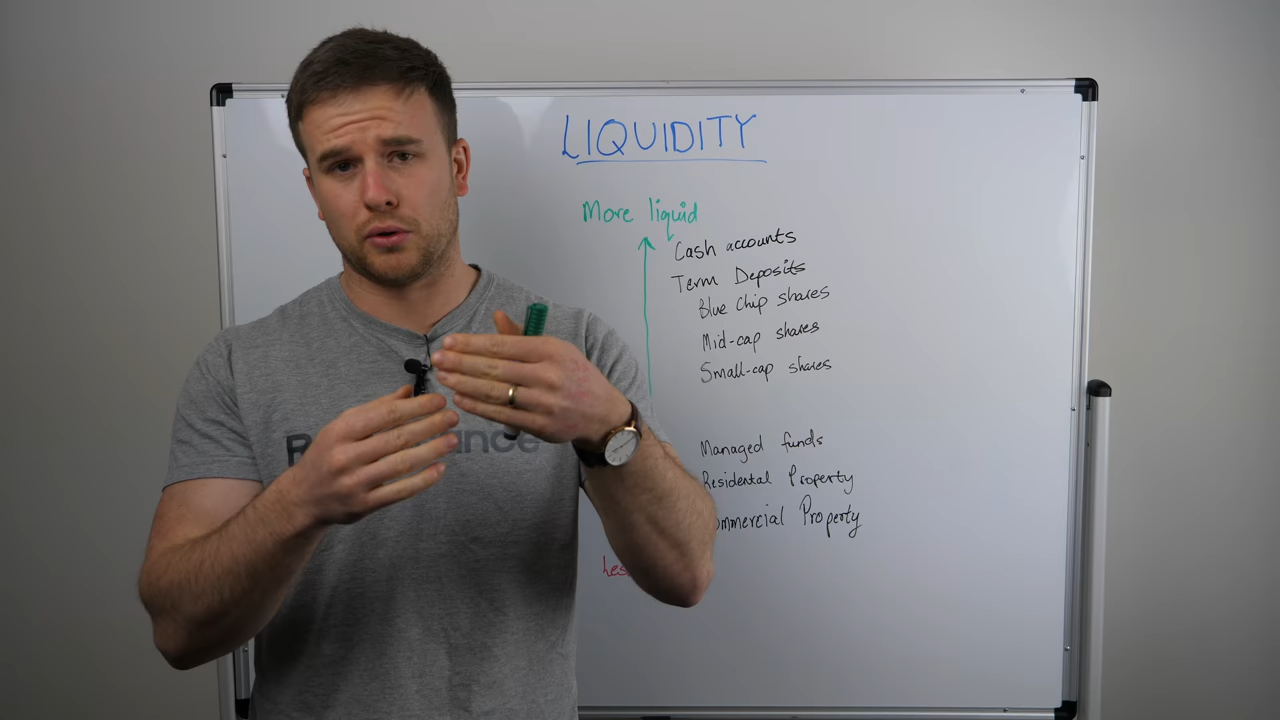 LIQUIDITY
More liquid
Cash accounts
Term Deposits
Blue Chip shares
Mid-cap shares
Small-cap shares
Managed funds
Residental Property
Property